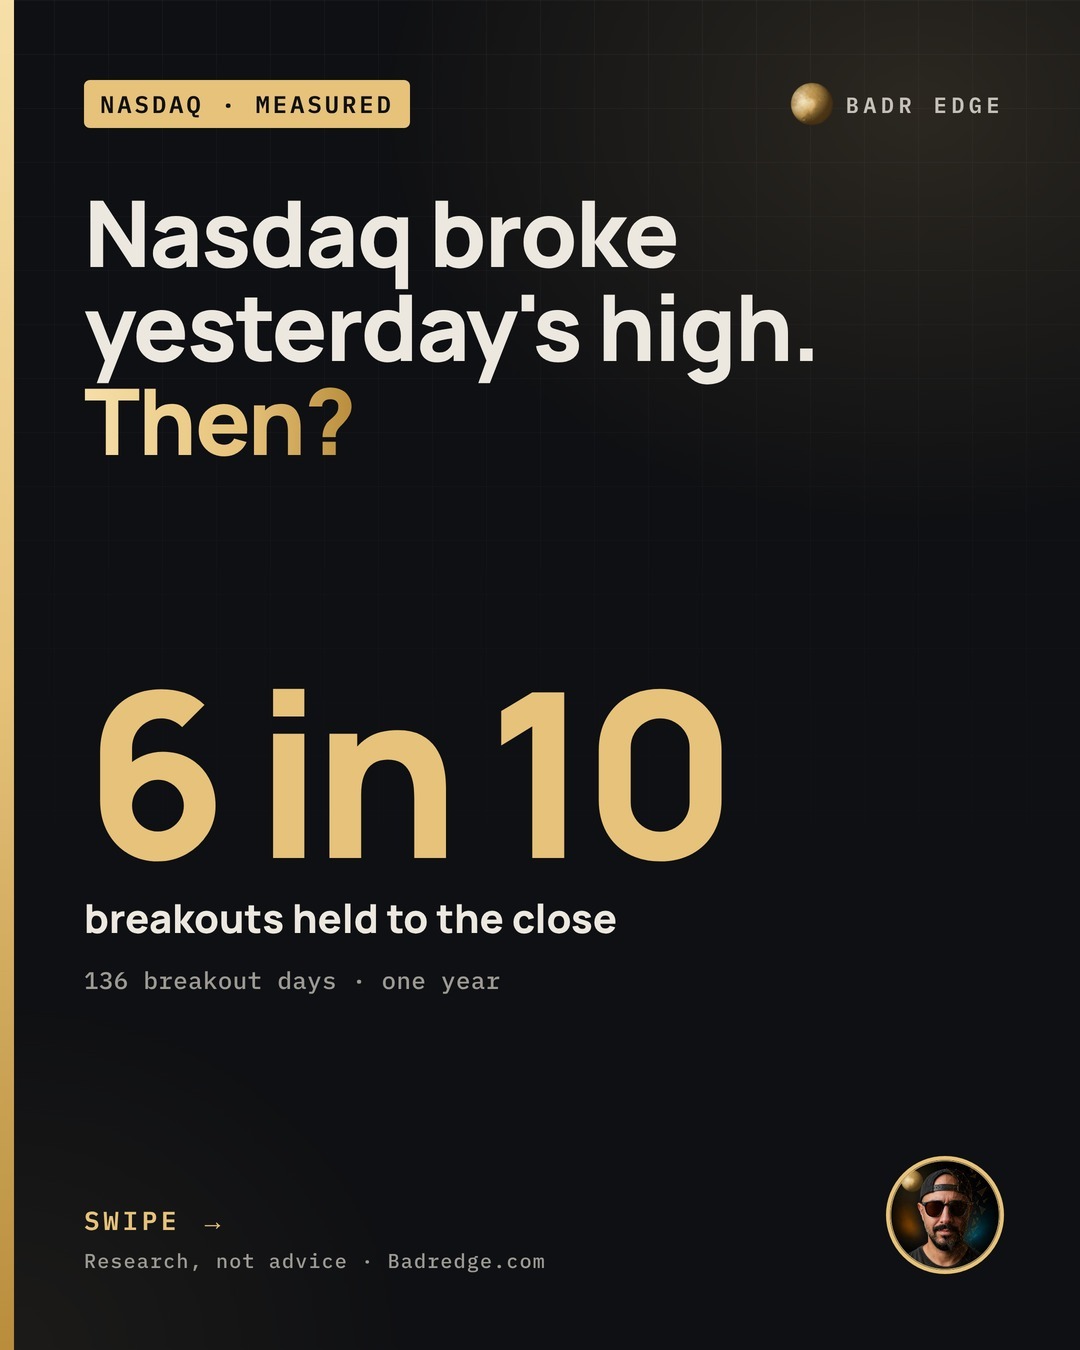 NASDAQ · MEASURED
BADR EDGE
Nasdaq broke
yesterday's high.
Then?
6 in 10
breakouts held to the close
136 breakout days · one year
SWIPE →
Research, not advice · Badredge.com